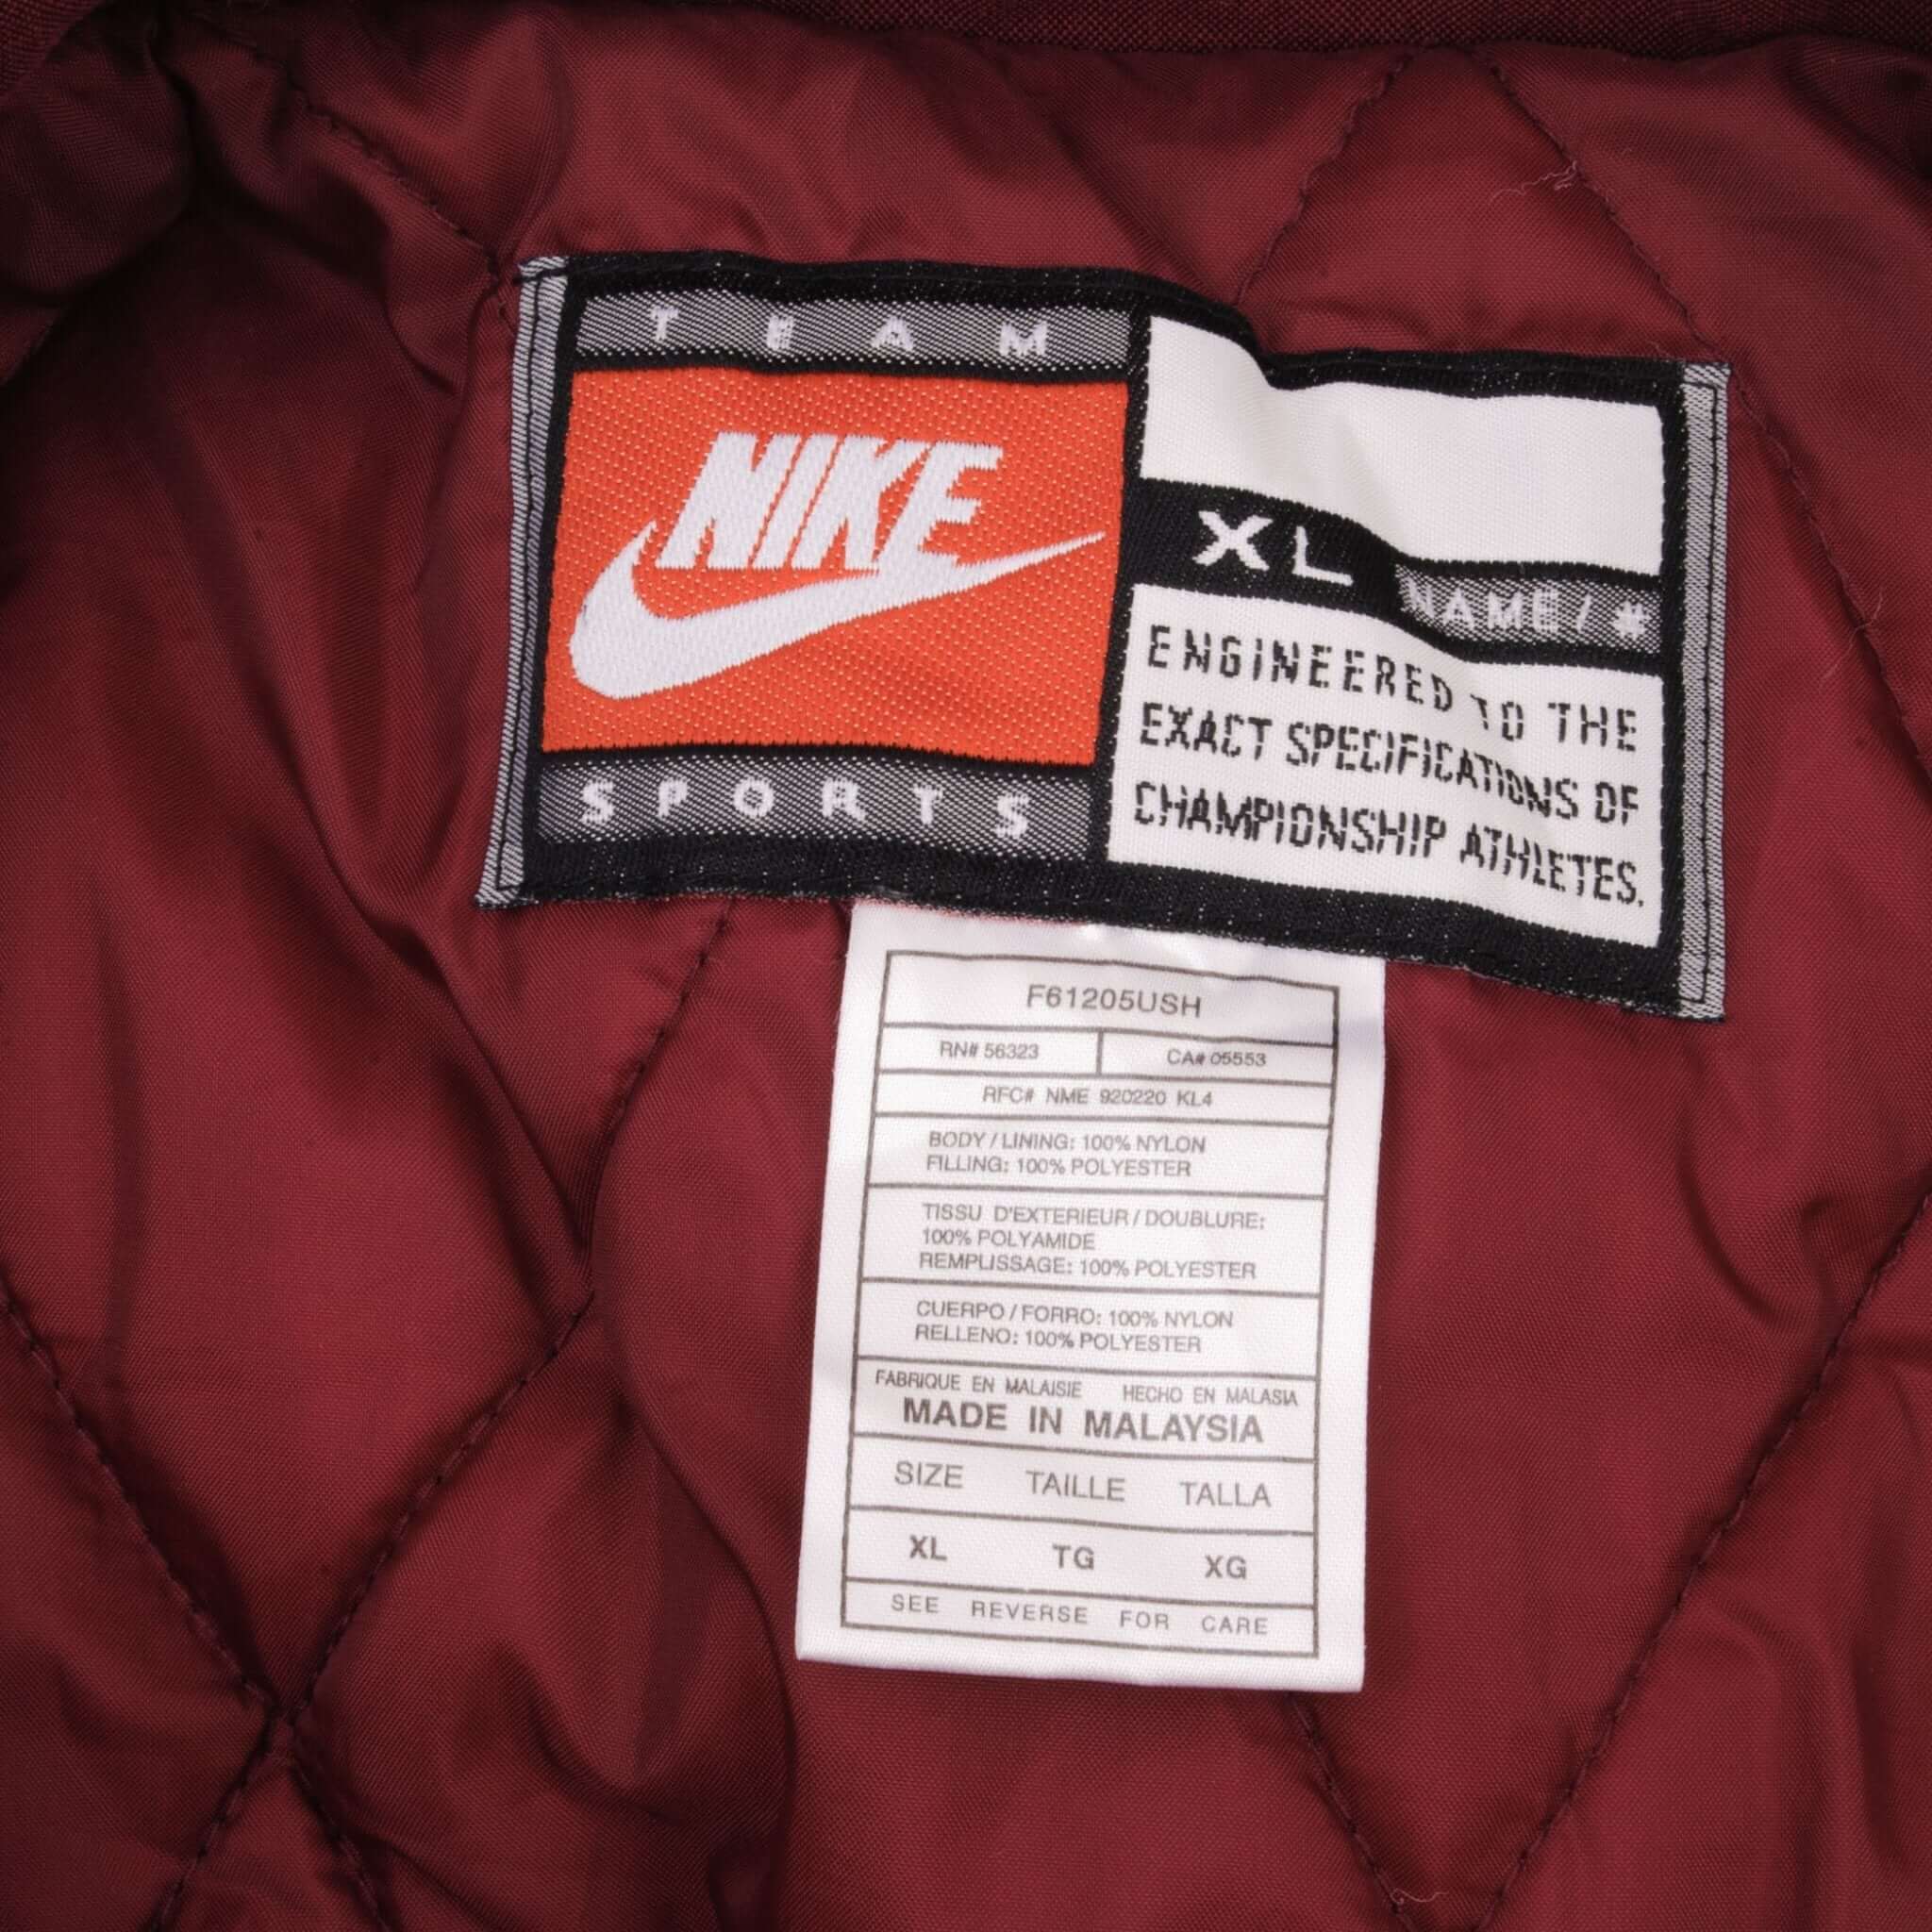 TEAM
NIKE
SPORTS
XL
NAME / #
ENGINEERED TO THE
EXACT SPECIFICATIONS OF
CHAMPIONSHIP ATHLETES.
F61205USH
RN# 56323 CA# 05553
RFC# NME 920220 KL4
BODY / LINING: 100% NYLON
FILLING: 100% POLYESTER
TISSU D'EXTERIEUR / DOUBLURE:
100% POLYAMIDE
REMPLISSAGE: 100% POLYESTER
CUERPO / FORRO: 100% NYLON
RELLENO: 100% POLYESTER
FABRIQUE EN MALAISIE HECHO EN MALASIA
MADE IN MALAYSIA
SIZE TAILLE TALLA
XL TG XG
SEE REVERSE FOR CARE